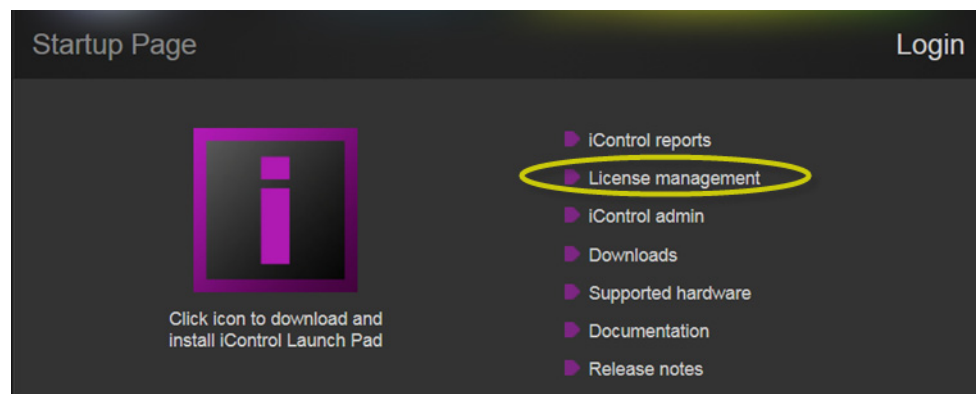 Startup Page
Login
iControl reports
License management
iControl admin
Downloads
Supported hardware
Documentation
Release notes
Click icon to download and
install iControl Launch Pad